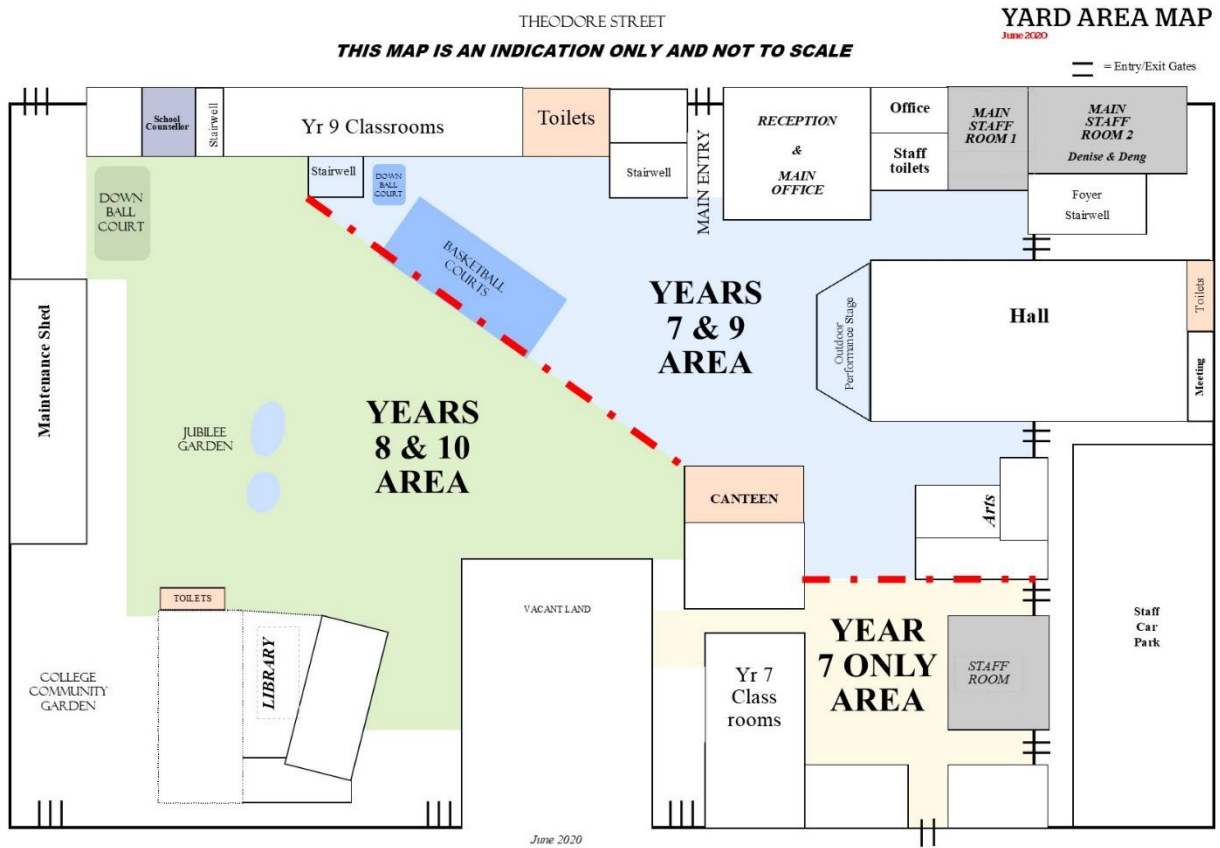 THEODORE STREET
YARD AREA MAP
June 2020
THIS MAP IS AN INDICATION ONLY AND NOT TO SCALE
= Entry/Exit Gates
School
Counsellor
Stairwell
Yr 9 Classrooms
Toilets
Stairwell
Stairwell
MAIN ENTRY
RECEPTION
&
MAIN
OFFICE
Office
Staff
toilets
MAIN
STAFF
ROOM 1
MAIN
STAFF
ROOM 2
Denise & Deng
Foyer
Stairwell
DOWN
BALL
COURT
DOWN
BALL
COURT
BASKETBALL
COURTS
YEARS
7 & 9
AREA
Outdoor
Performance Stage
Hall
Toilets
Meeting
Maintenance Shed
JUBILEE
GARDEN
YEARS
8 & 10
AREA
CANTEEN
Arts
TOILETS
LIBRARY
VACANT LAND
COLLEGE
COMMUNITY
GARDEN
Yr 7
Class
rooms
YEAR
7 ONLY
AREA
STAFF
ROOM
Staff
Car
Park
June 2020